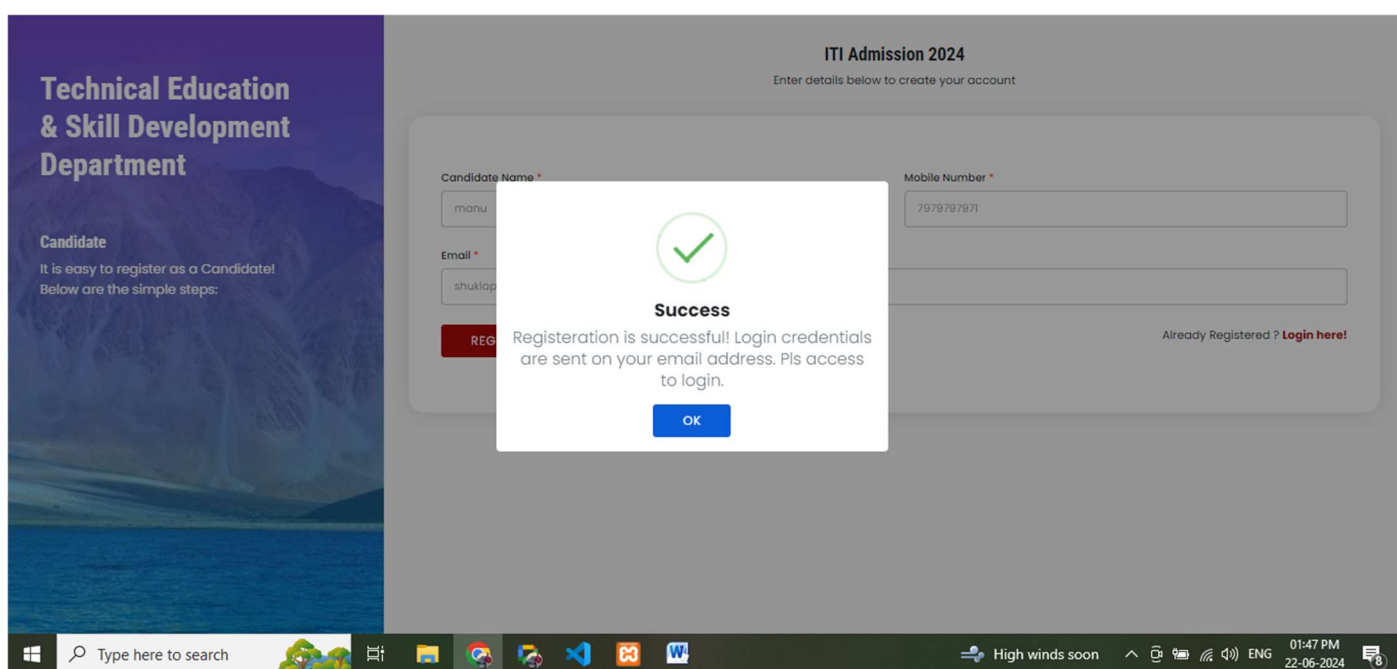 Technical Education
& Skill Development
Department
Candidate
It is easy to register as a Candidate!
Below are the simple steps:
ITI Admission 2024
Enter details below to create your account
Candidate Name *
manu
Mobile Number *
7979797971
Email *
shuklap
REG
Already Registered ? Login here!
Success
Registeration is successful! Login credentials
are sent on your email address. Pls access
to login.
OK
Type here to search
High winds soon
ENG
01:47 PM
22-06-2024
8